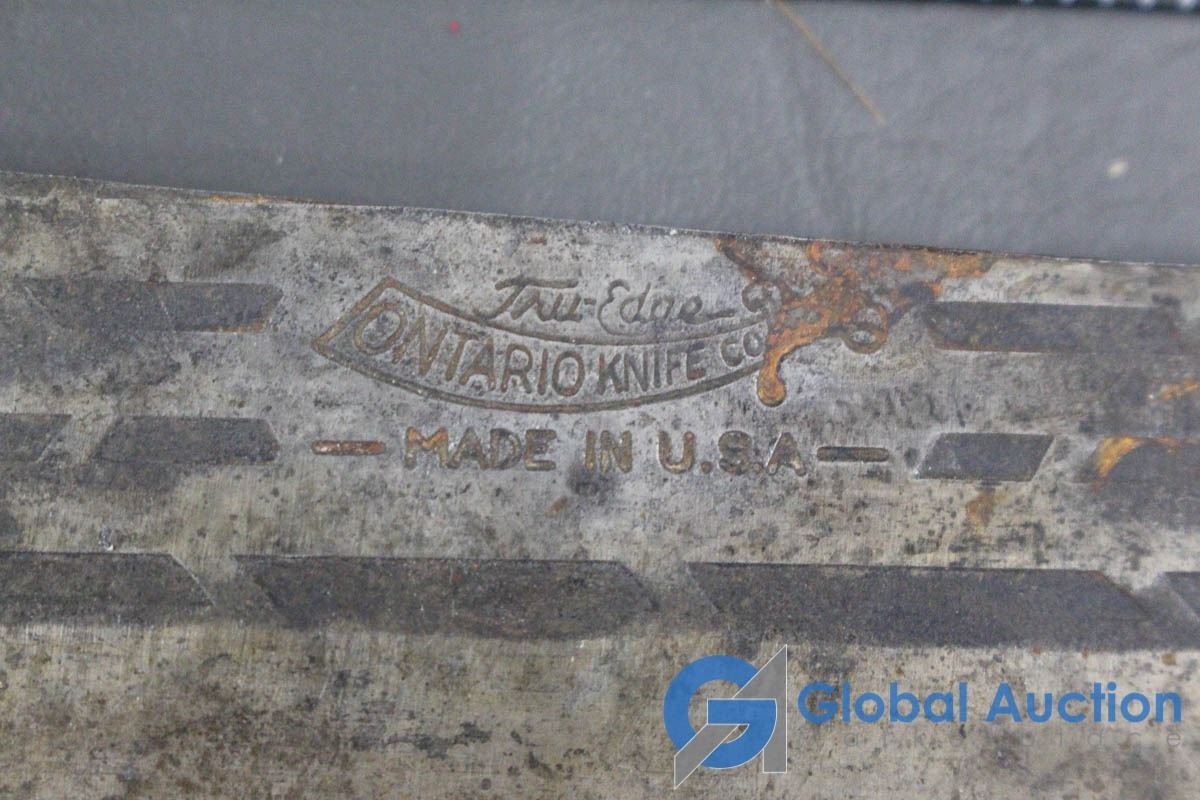 Tru-Edge
ONTARIO KNIFE CO
MADE IN U.S.A
Global Auction